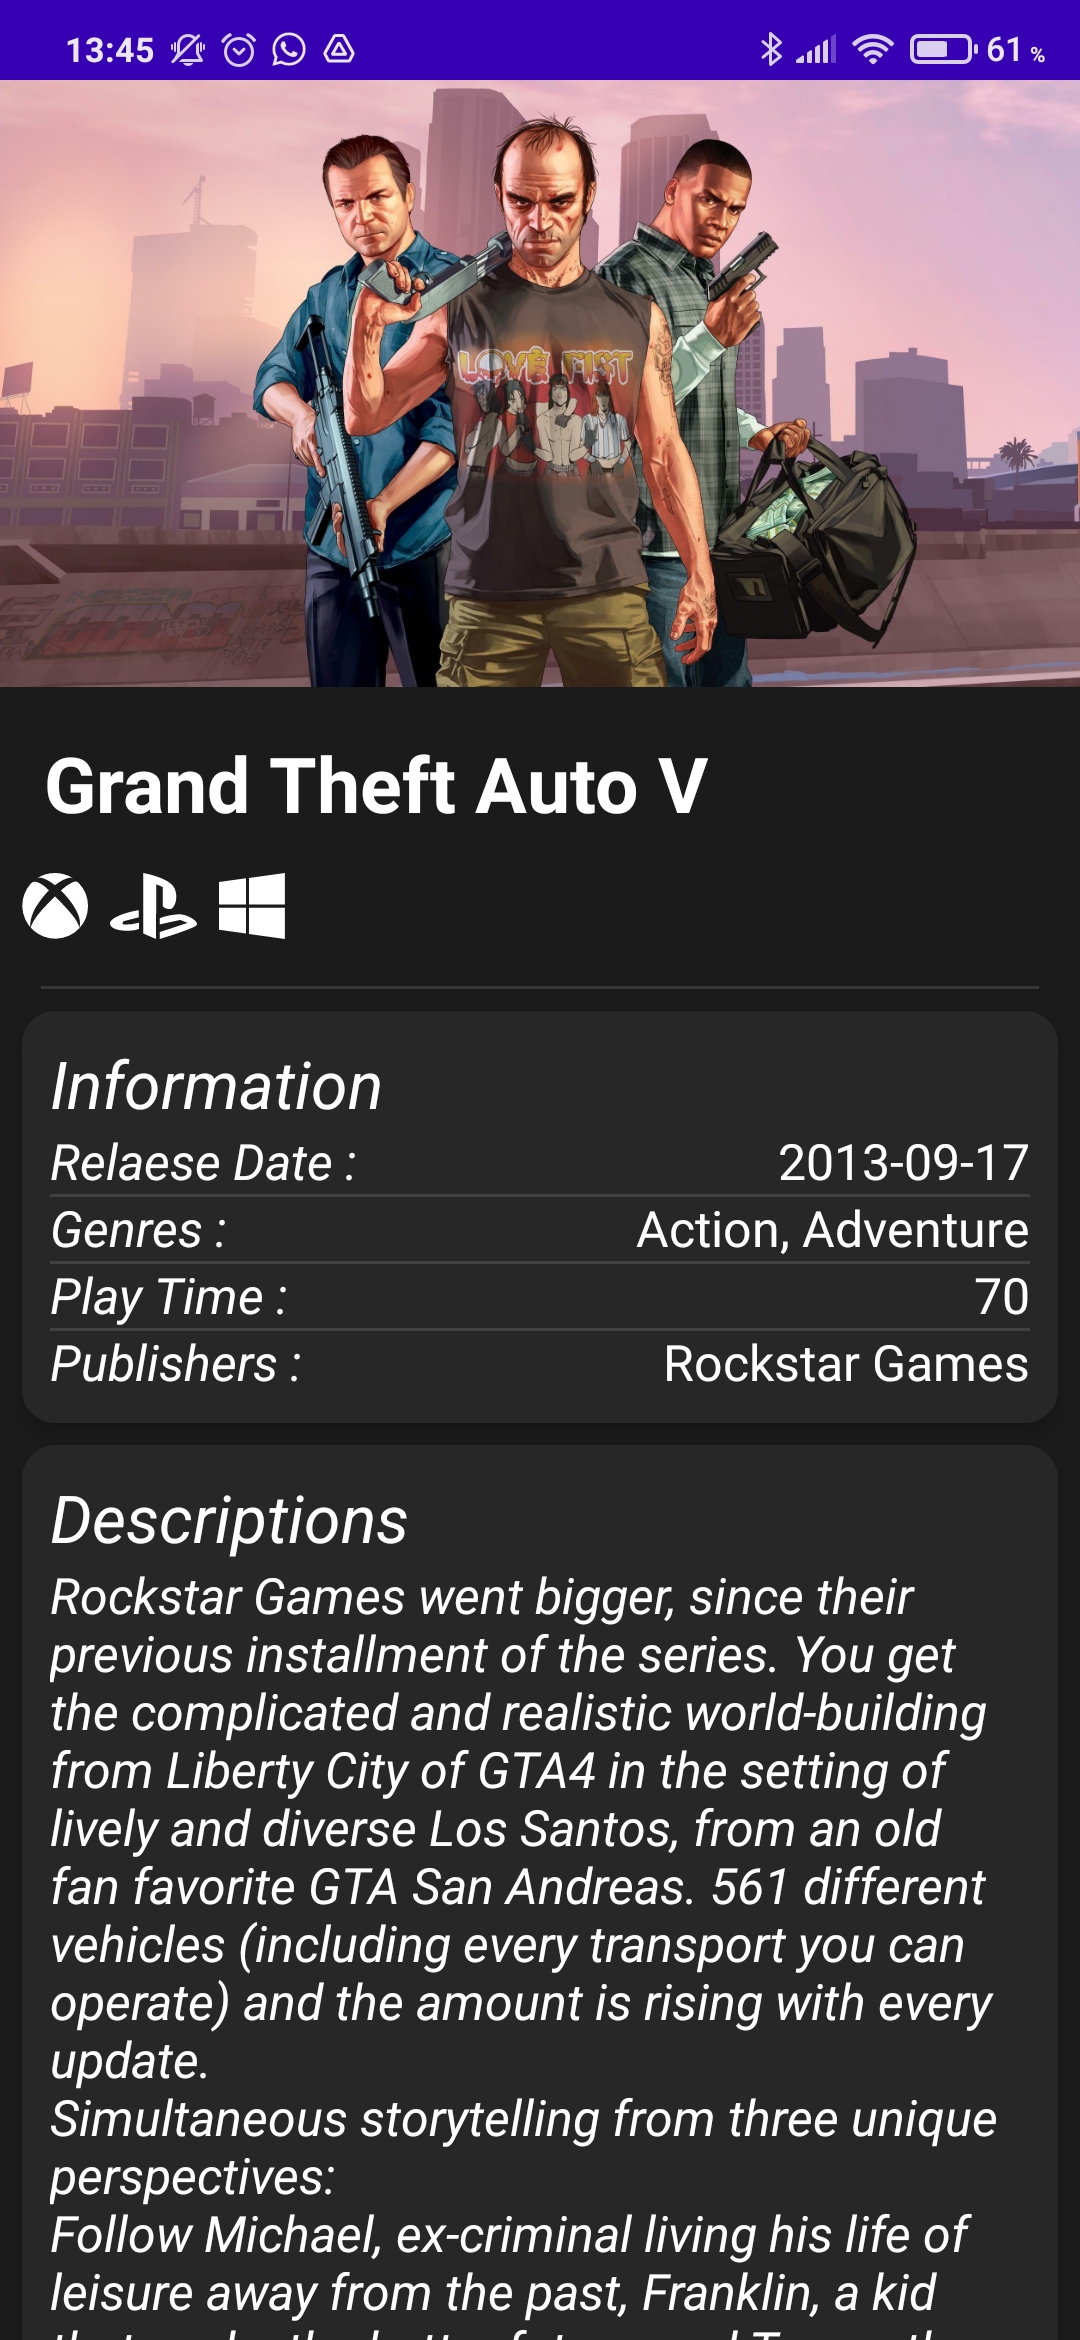 13:45 61 %
LOVE FIST
Grand Theft Auto V
Information
Relaese Date : 2013-09-17
Genres : Action, Adventure
Play Time : 70
Publishers : Rockstar Games
Descriptions
Rockstar Games went bigger, since their
previous installment of the series. You get
the complicated and realistic world-building
from Liberty City of GTA4 in the setting of
lively and diverse Los Santos, from an old
fan favorite GTA San Andreas. 561 different
vehicles (including every transport you can
operate) and the amount is rising with every
update.
Simultaneous storytelling from three unique
perspectives:
Follow Michael, ex-criminal living his life of
leisure away from the past, Franklin, a kid